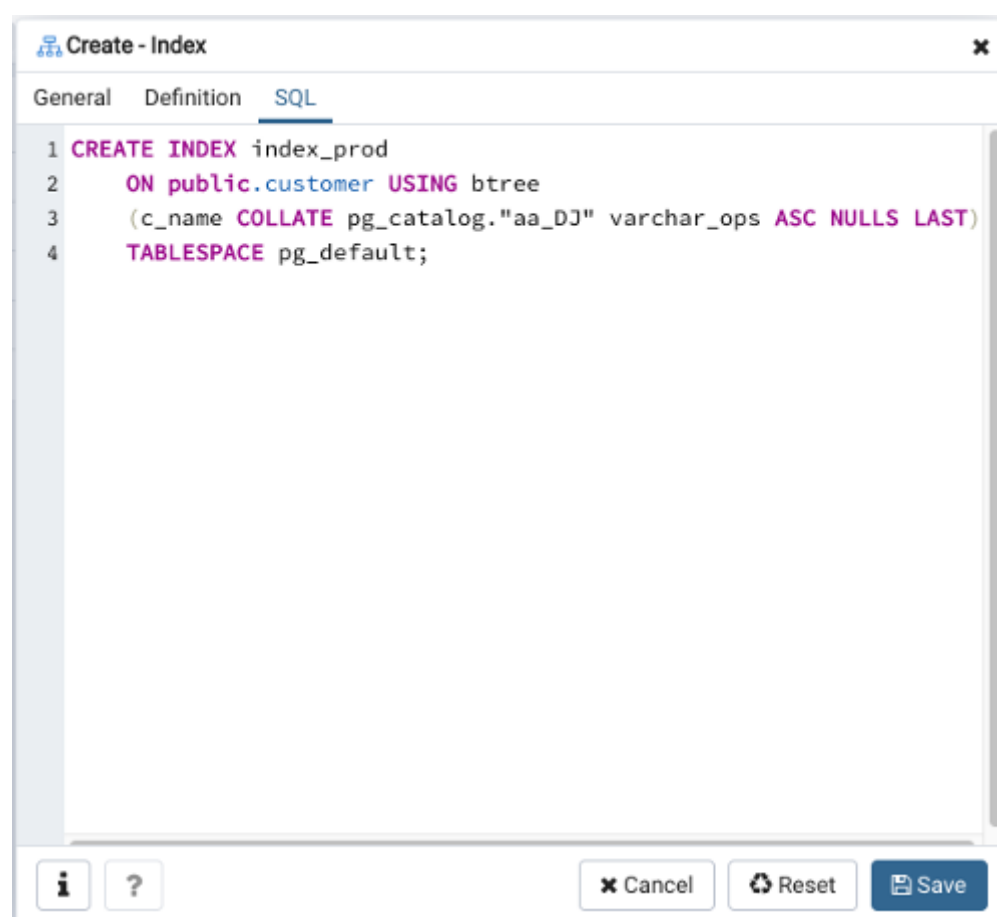 Create - Index
General Definition SQL
1 CREATE INDEX index_prod
2 ON public.customer USING btree
3 (c_name COLLATE pg_catalog."aa_DJ" varchar_ops ASC NULLS LAST)
4 TABLESPACE pg_default;
i ? Cancel Reset Save